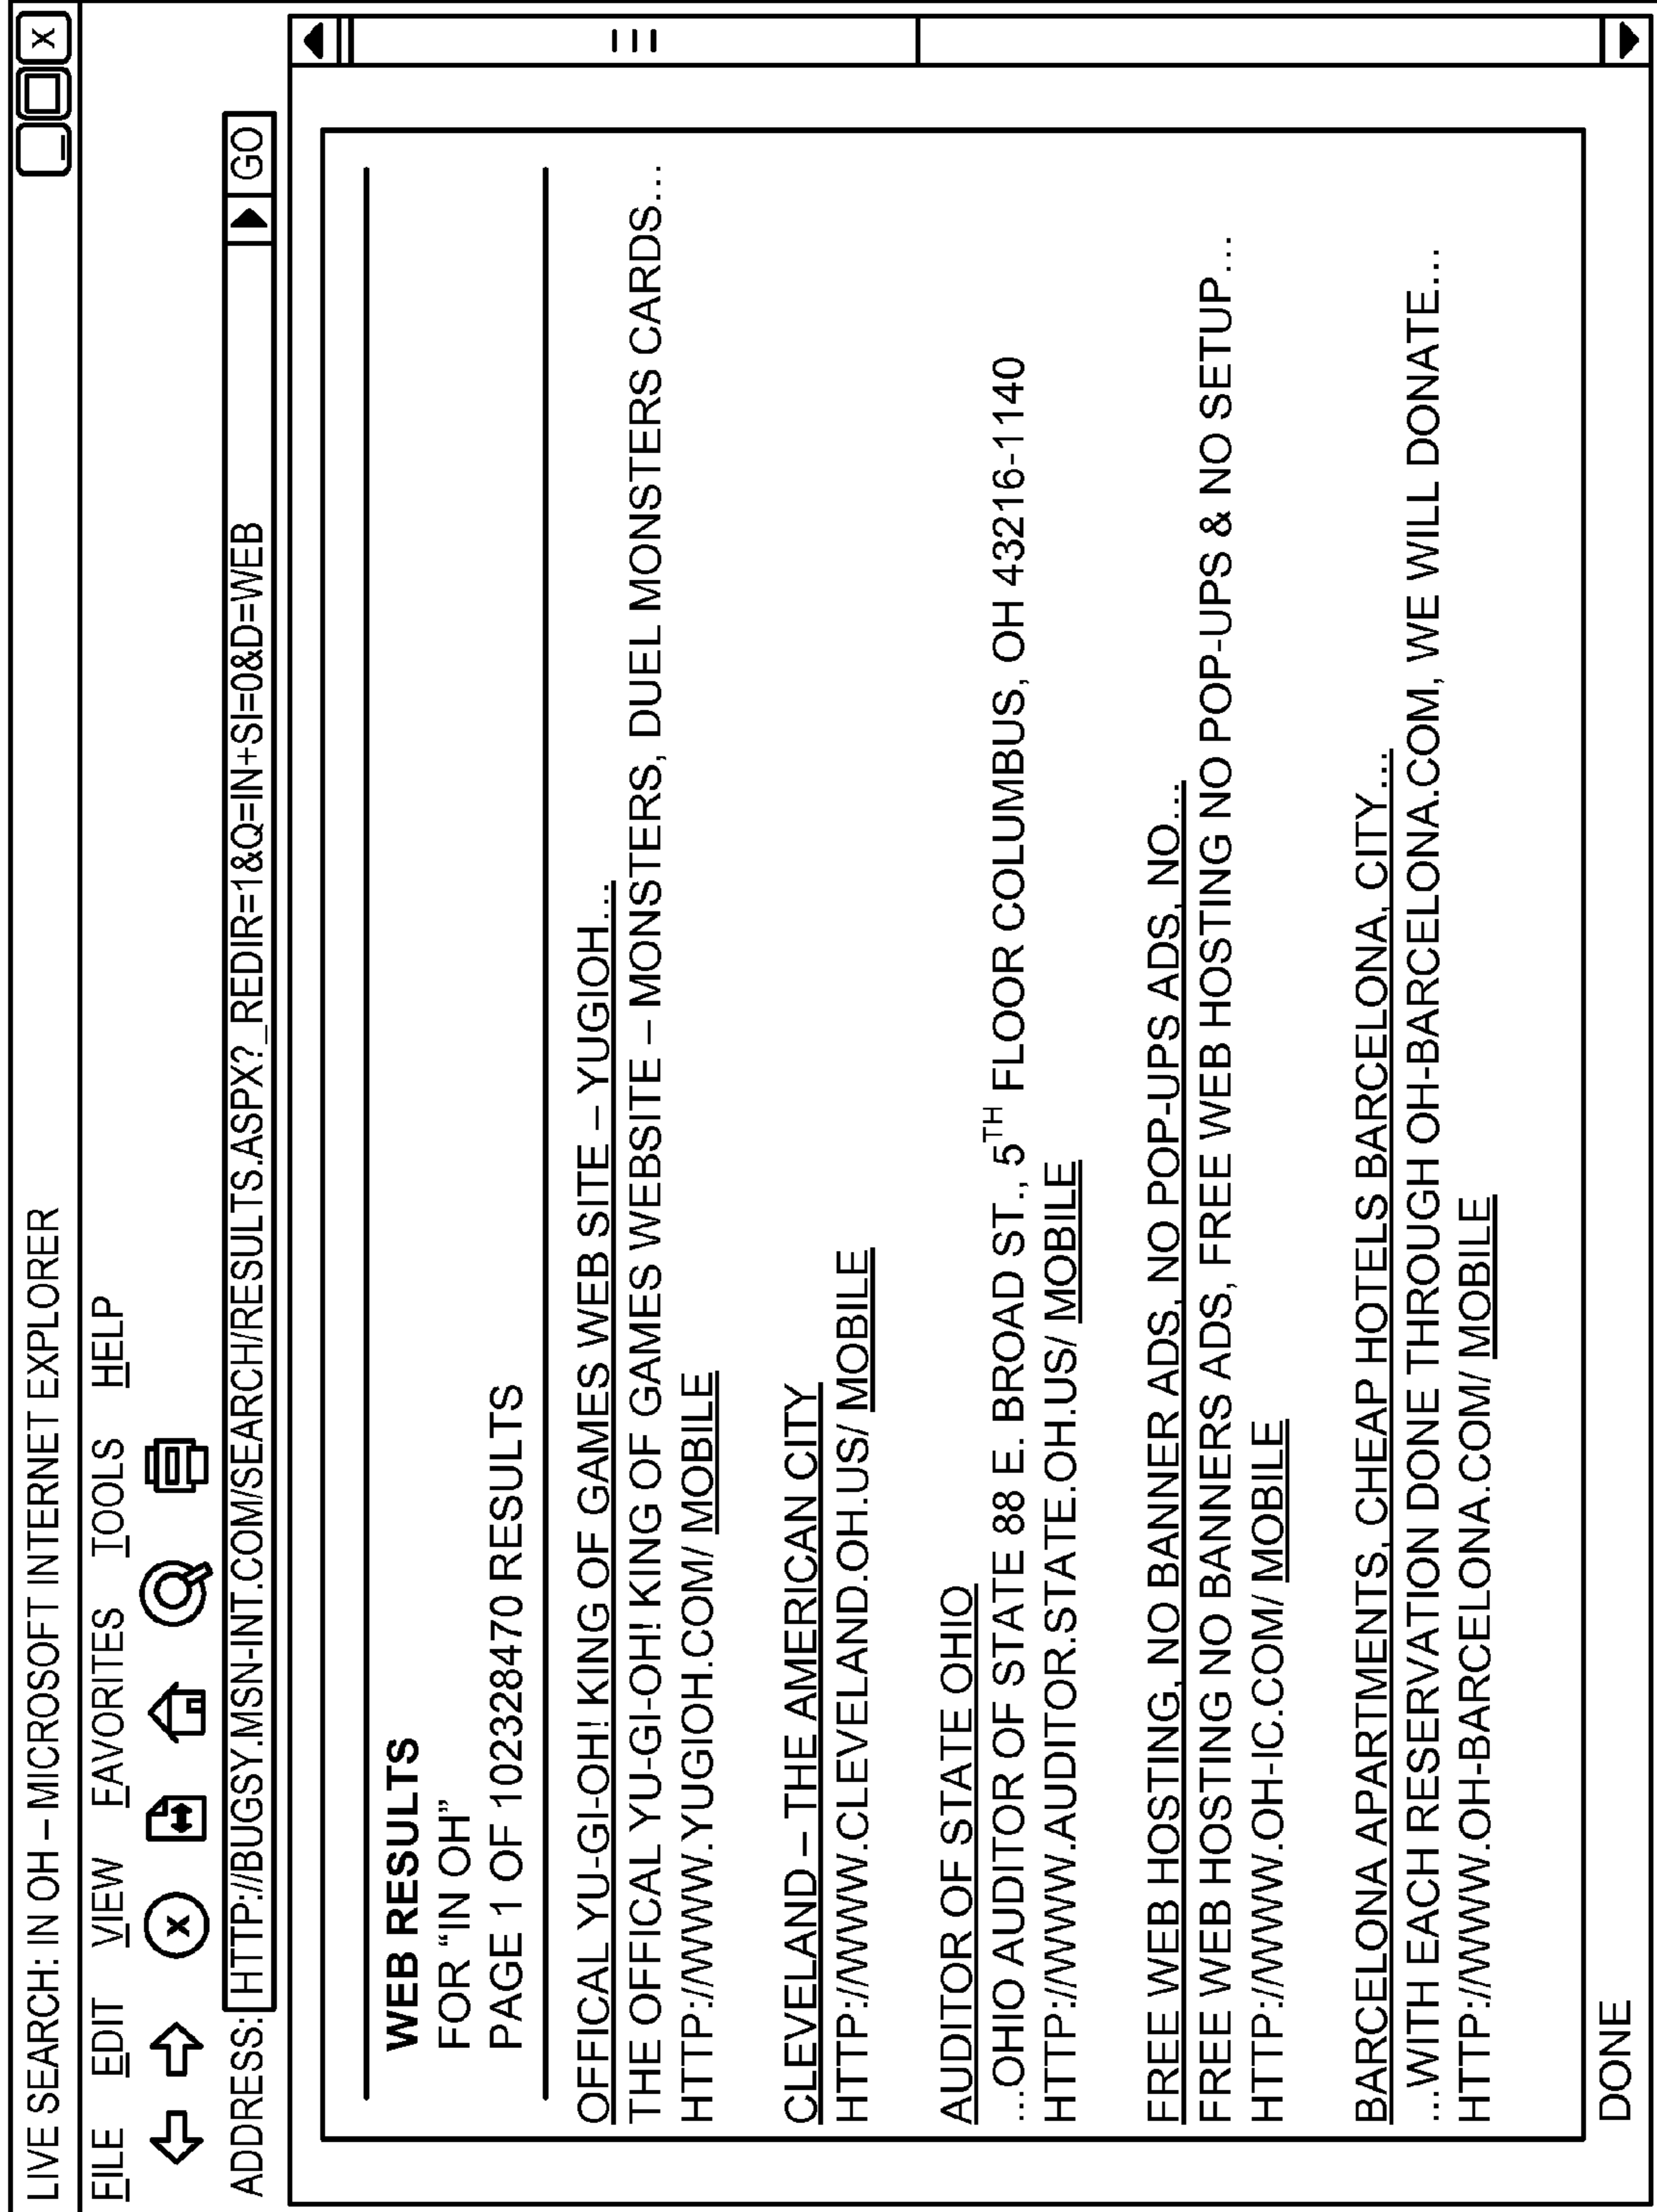 LIVE SEARCH: IN OH – MICROSOFT INTERNET EXPLORER
_ X
FILE EDIT VIEW FAVORITES TOOLS HELP
X
ADDRESS: HTTP://BUGSY.MSN-INT.COM/SEARCH/RESULTS.ASPX?_REDIR=1&Q=IN+SI=0&D=WEB GO
WEB RESULTS
FOR “IN OH”
PAGE 1 OF 102328470 RESULTS
OFFICAL YU-GI-OH! KING OF GAMES WEB SITE – YUGIOH...
THE OFFICAL YU-GI-OH! KING OF GAMES WEBSITE – MONSTERS, DUEL MONSTERS CARDS...
HTTP://WWW.YUGIOH.COM/ MOBILE
CLEVELAND – THE AMERICAN CITY
HTTP://WWW.CLEVELAND.OH.US/ MOBILE
AUDITOR OF STATE OHIO
...OHIO AUDITOR OF STATE 88 E. BROAD ST., 5TH FLOOR COLUMBUS, OH 43216-1140
HTTP://WWW.AUDITOR.STATE.OH.US/ MOBILE
FREE WEB HOSTING, NO BANNER ADS, NO POP-UPS ADS, NO...
FREE WEB HOSTING NO BANNERS ADS, FREE WEB HOSTING NO POP-UPS & NO SETUP...
HTTP://WWW.OH-IC.COM/ MOBILE
BARCELONA APARTMENTS, CHEAP HOTELS BARCELONA, CITY...
...WITH EACH RESERVATION DONE THROUGH OH-BARCELONA.COM, WE WILL DONATE...
HTTP://WWW.OH-BARCELONA.COM/ MOBILE
DONE